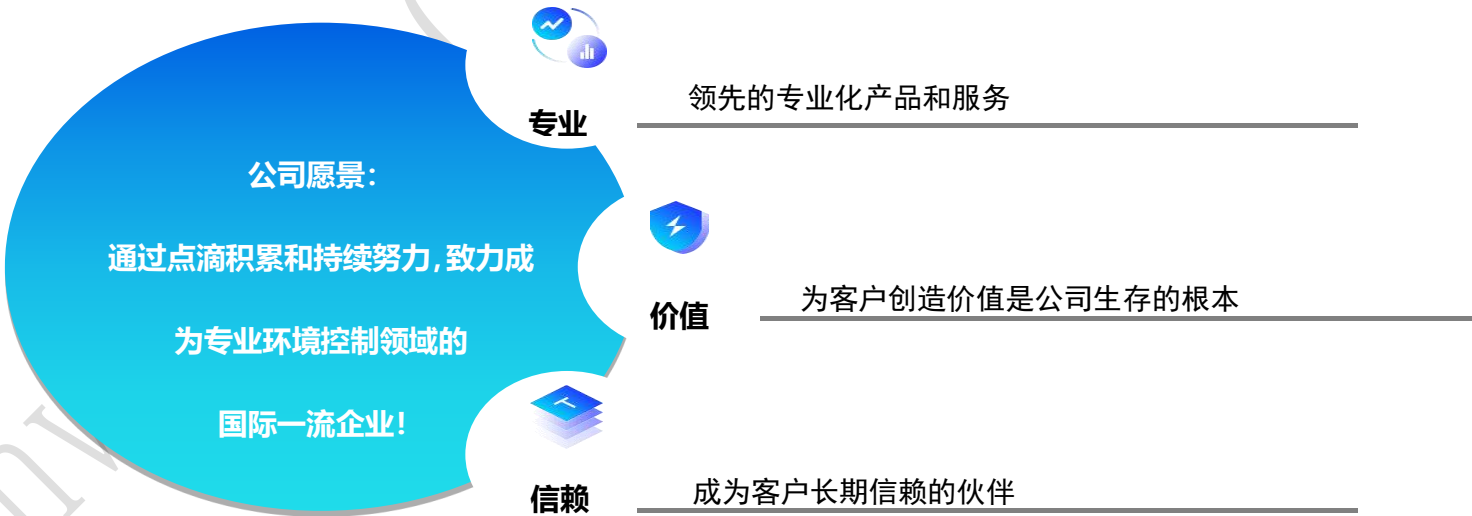 专业
领先的专业化产品和服务
公司愿景：
通过点滴积累和持续努力，致力成
为专业环境控制领域的
国际一流企业！
价值
为客户创造价值是公司生存的根本
信赖
成为客户长期信赖的伙伴